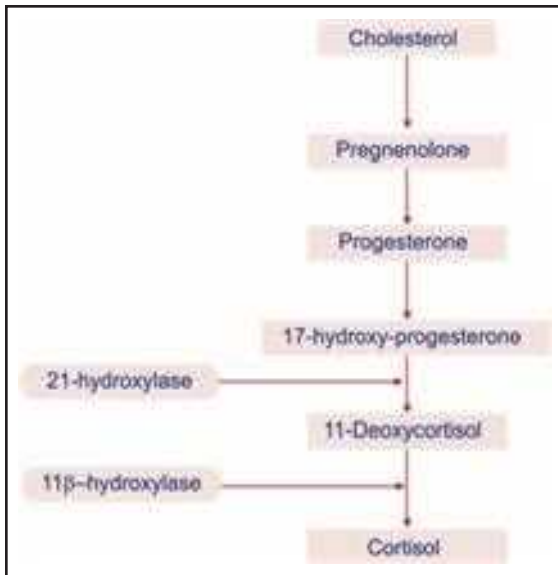 Cholesterol
Pregnenolone
Progesterone
17-hydroxy-progesterone
21-hydroxylase
11-Deoxycortisol
11β–hydroxylase
Cortisol